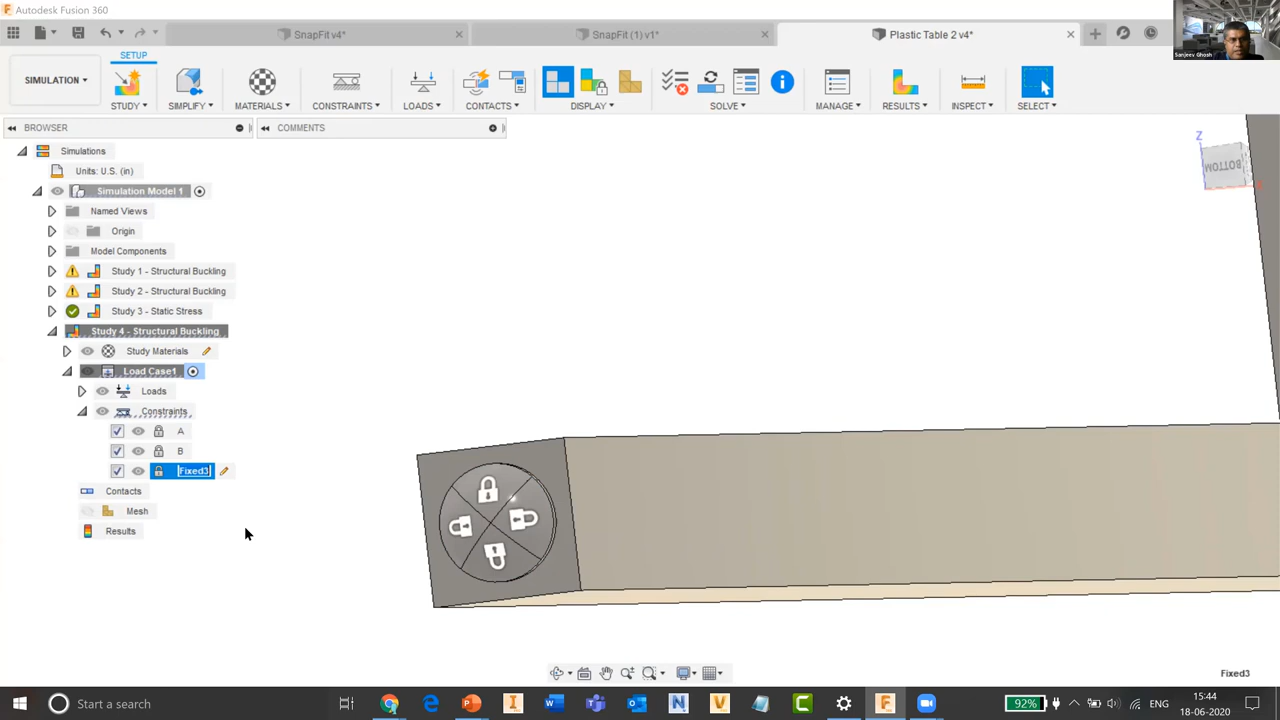 Autodesk Fusion 360
SnapFit v4*
SnapFit (1) v1*
Plastic Table 2 v4*
Sanjeev Ghosh
SETUP
SIMULATION
STUDY
SIMPLIFY
MATERIALS
CONSTRAINTS
LOADS
CONTACTS
DISPLAY
SOLVE
MANAGE
RESULTS
INSPECT
SELECT
BROWSER
COMMENTS
Simulations
Units: U.S. (in)
Simulation Model 1
Named Views
Origin
Model Components
Study 1 - Structural Buckling
Study 2 - Structural Buckling
Study 3 - Static Stress
Study 4 - Structural Buckling
Study Materials
Load Case1
Loads
Constraints
A
B
Fixed3
Contacts
Mesh
Results
Z
BOTTOM
Fixed3
Start a search
92%
ENG
15:44
18-06-2020